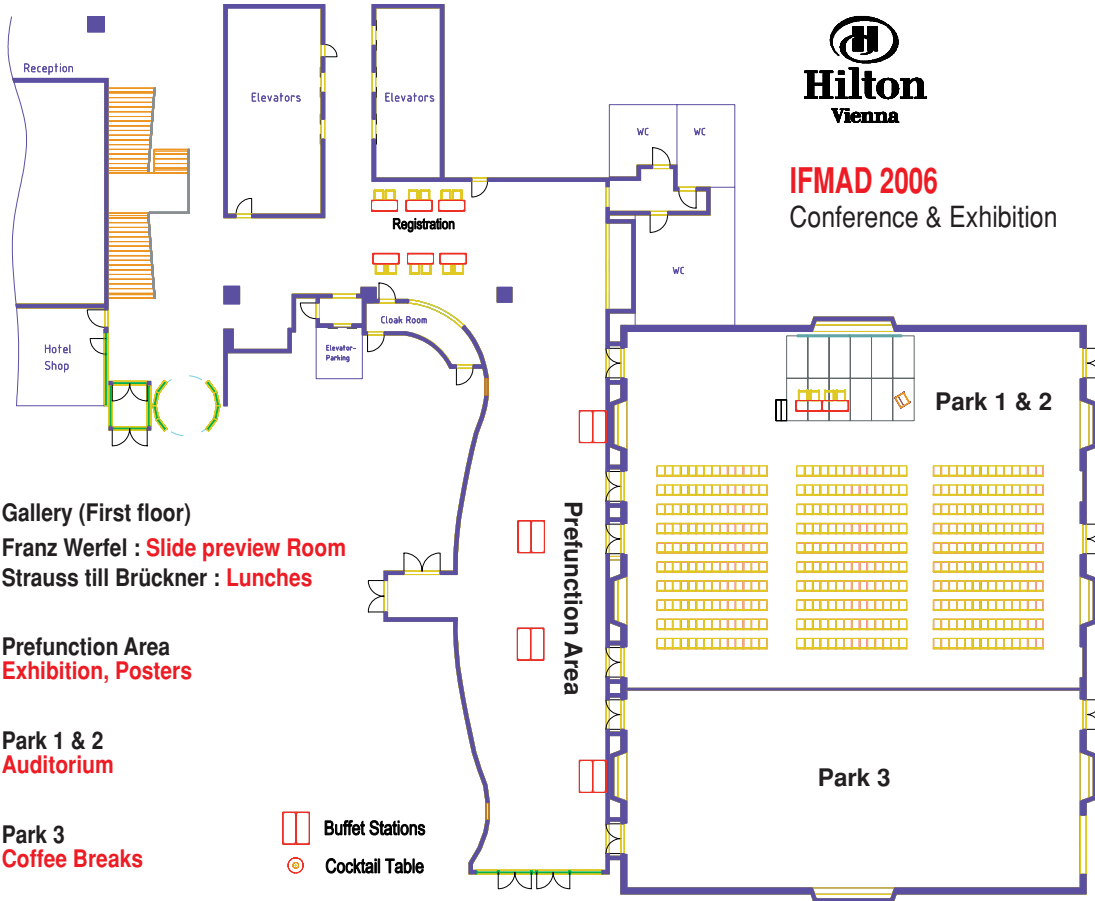 Reception
Elevators
Elevators
WC
WC
Hilton
Vienna
IFMAD 2006
Conference & Exhibition
Registration
WC
Cloak Room
Elevator-
Parking
Hotel
Shop
Park 1 & 2
Prefunction Area
Gallery (First floor)
Franz Werfel : Slide preview Room
Strauss till Brückner : Lunches
Prefunction Area
Exhibition, Posters
Park 1 & 2
Auditorium
Park 3
Park 3
Coffee Breaks
Buffet Stations
Cocktail Table